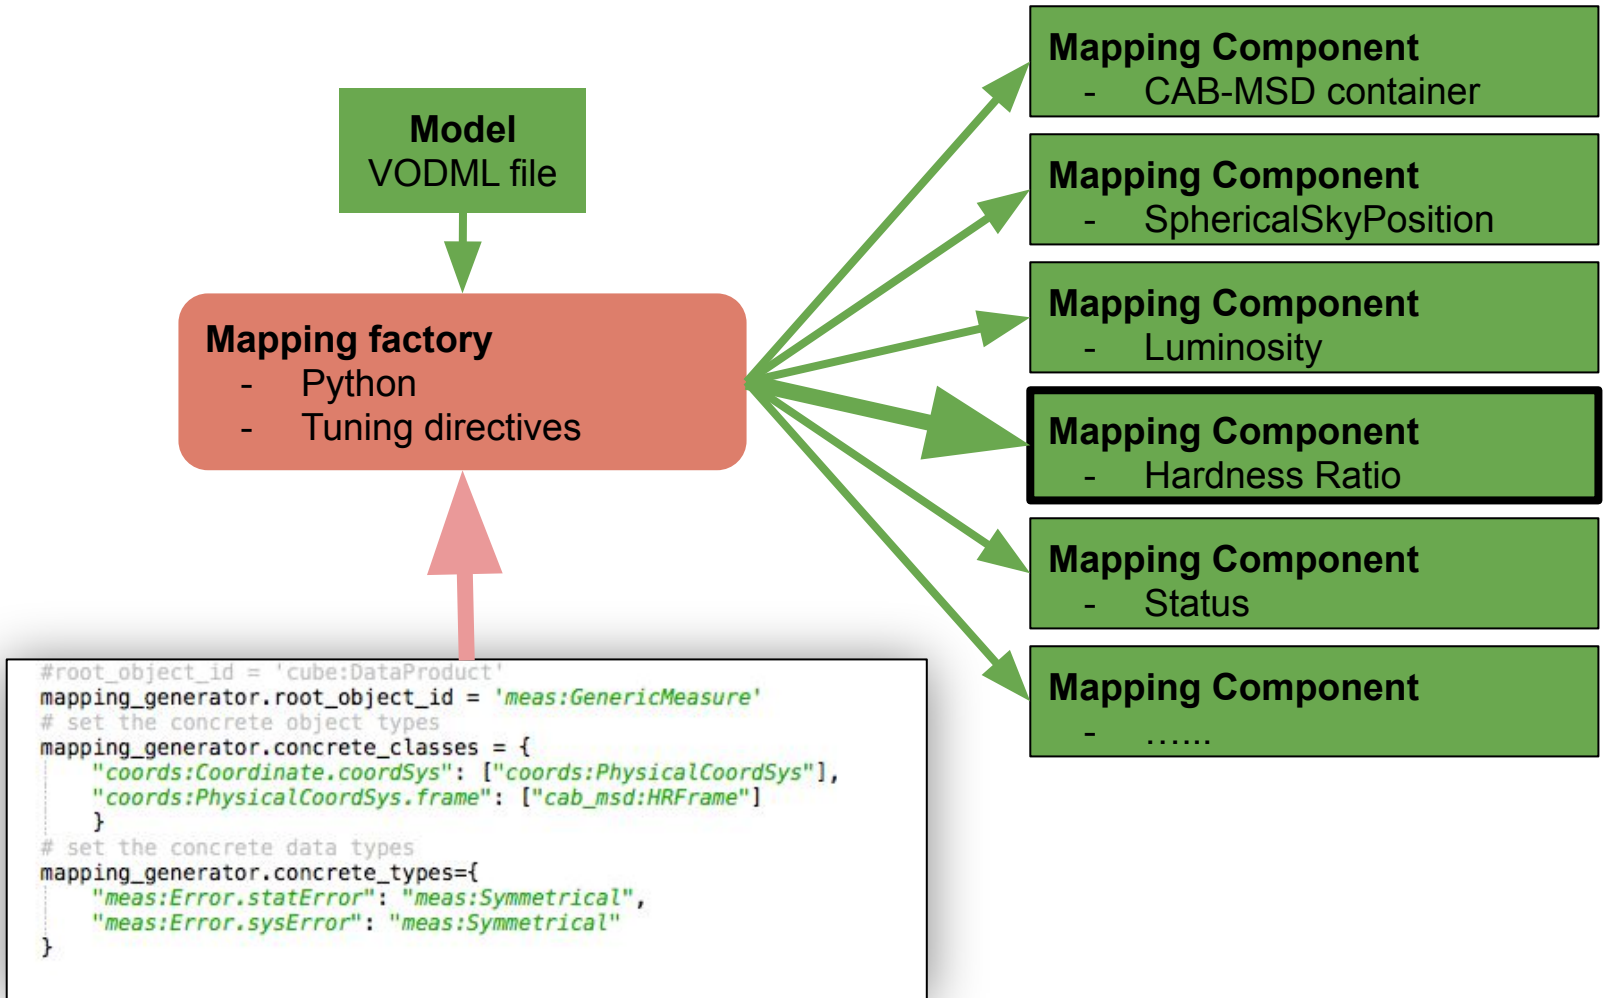 Model
VODML file
Mapping factory
- Python
- Tuning directives
Mapping Component
- CAB-MSD container
Mapping Component
- SphericalSkyPosition
Mapping Component
- Luminosity
Mapping Component
- Hardness Ratio
Mapping Component
- Status
Mapping Component
- …...
#root_object_id = 'cube:DataProduct'
mapping_generator.root_object_id = 'meas:GenericMeasure'
# set the concrete object types
mapping_generator.concrete_classes = {
"coords:Coordinate.coordSys": ["coords:PhysicalCoordSys"],
"coords:PhysicalCoordSys.frame": ["cab_msd:HRFrame"]
}
# set the concrete data types
mapping_generator.concrete_types={
"meas:Error.statError": "meas:Symmetrical",
"meas:Error.sysError": "meas:Symmetrical"
}